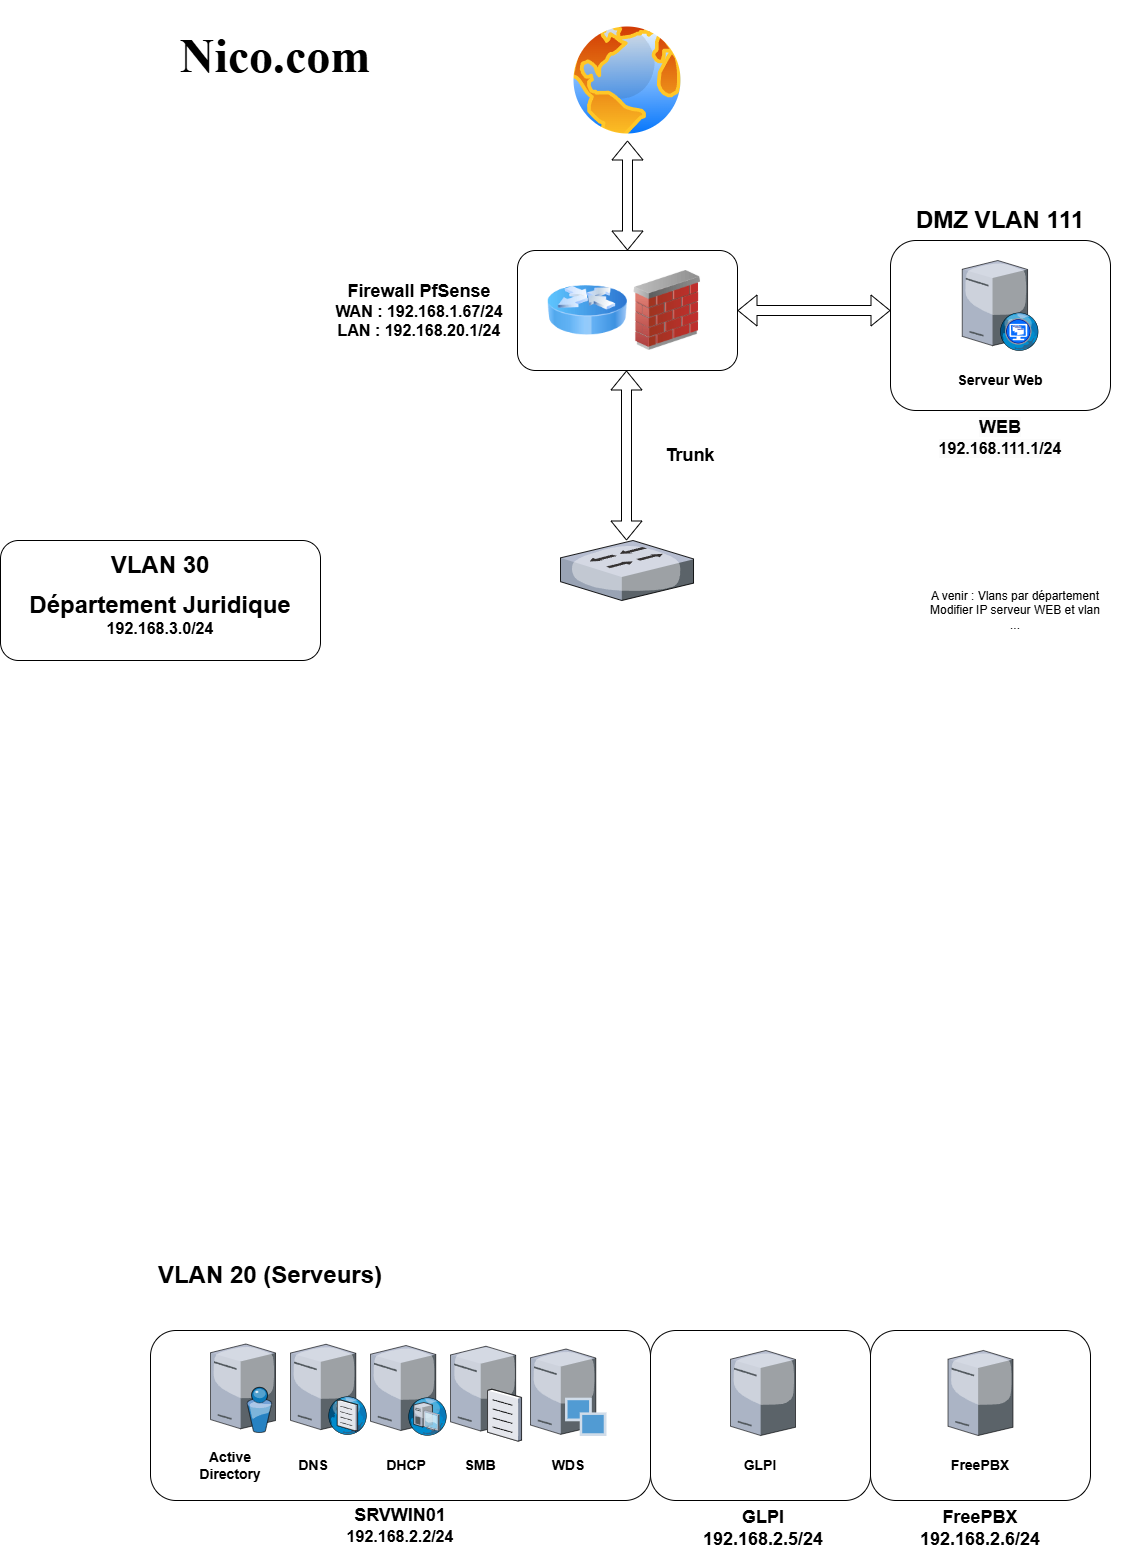 Nico.com
DMZ VLAN 111
Firewall PfSense
WAN : 192.168.1.67/24
LAN : 192.168.20.1/24
Serveur Web
WEB
192.168.111.1/24
Trunk
VLAN 30
Département Juridique
192.168.3.0/24
A venir : Vlans par département
Modifier IP serveur WEB et vlan
...
VLAN 20 (Serveurs)
Active
Directory
DNS
DHCP
SMB
WDS
GLPI
FreePBX
SRVWIN01
192.168.2.2/24
GLPI
192.168.2.5/24
FreePBX
192.168.2.6/24